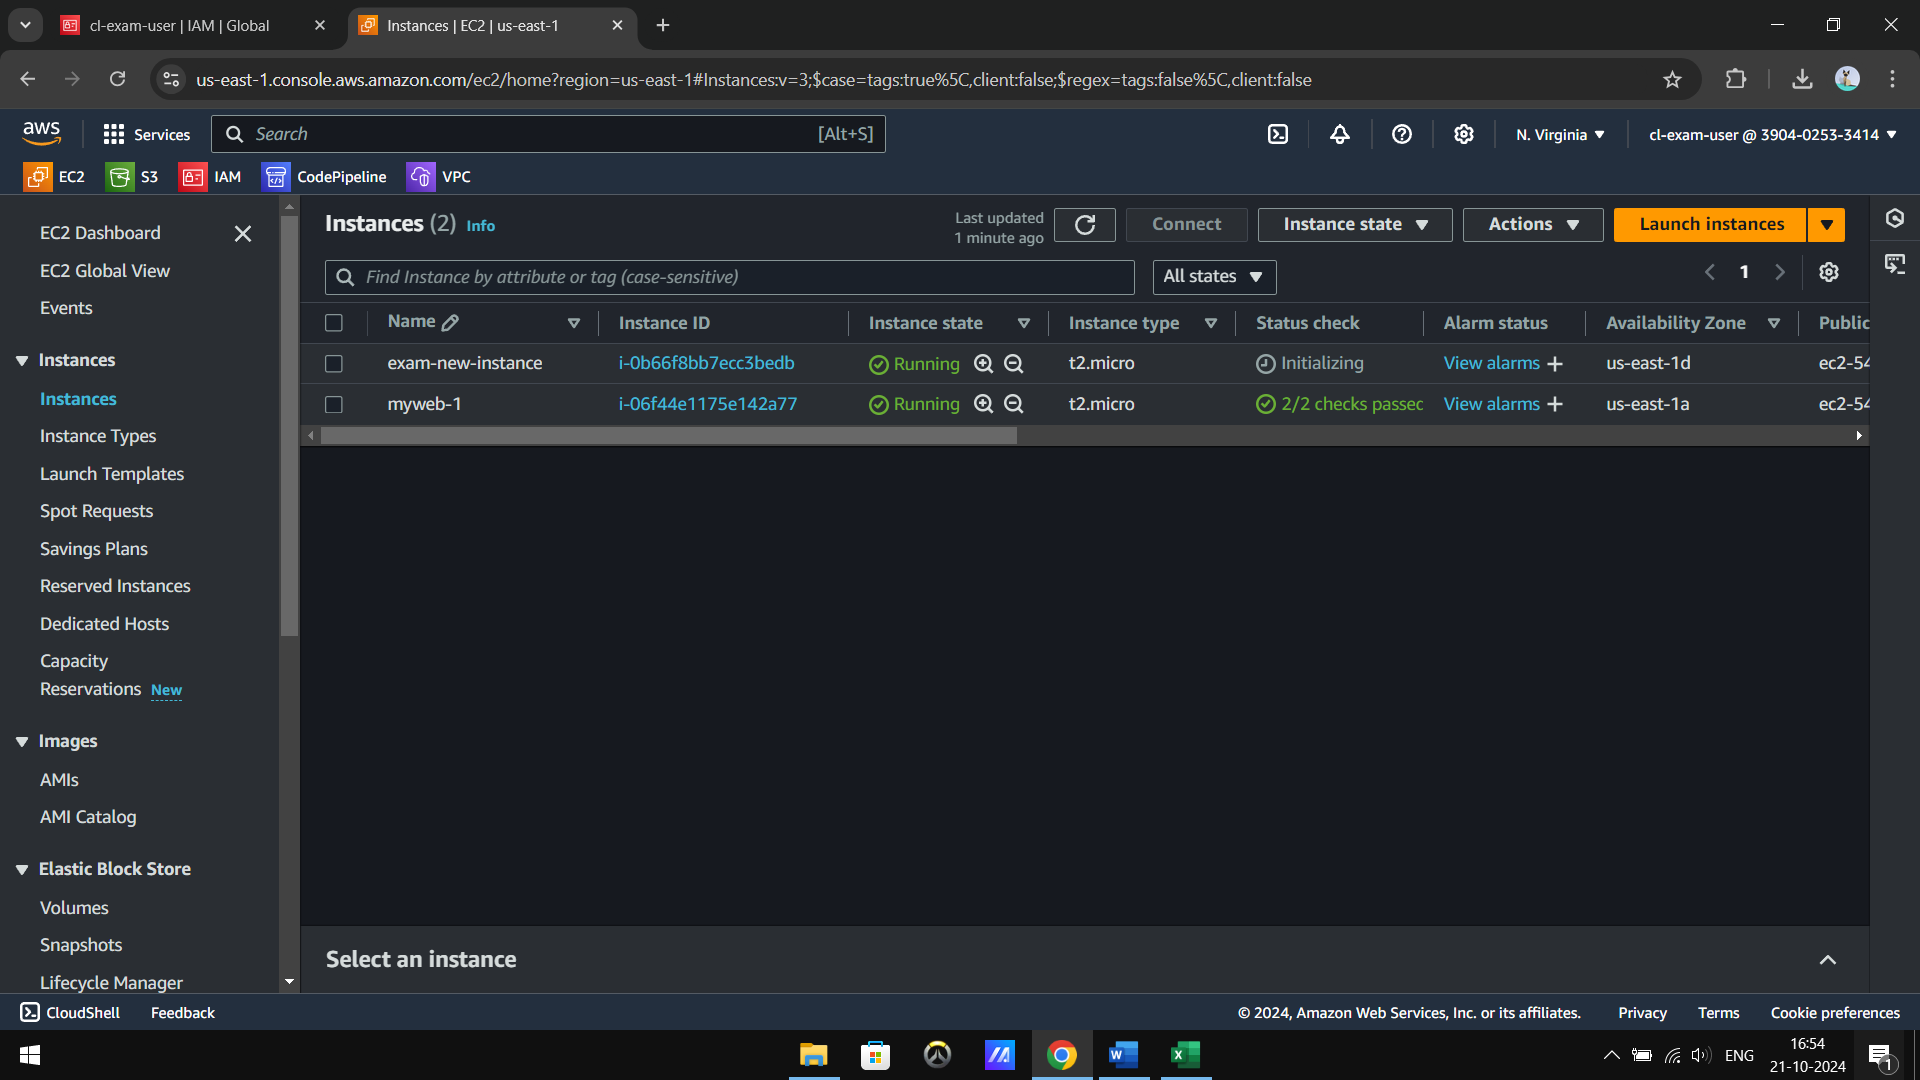 cl-exam-user | IAM | Global
Instances | EC2 | us-east-1
us-east-1.console.aws.amazon.com/ec2/home?region=us-east-1#Instances:v=3;$case=tags:true%5C,client:false;$regex=tags:false%5C,client:false
aws
Services
Search
[Alt+S]
N. Virginia
cl-exam-user @ 3904-0253-3414
EC2
S3
IAM
CodePipeline
VPC
EC2 Dashboard
EC2 Global View
Events
Instances
Instances
Instance Types
Launch Templates
Spot Requests
Savings Plans
Reserved Instances
Dedicated Hosts
Capacity
Reservations New
Images
AMIs
AMI Catalog
Elastic Block Store
Volumes
Snapshots
Lifecycle Manager
Instances (2) Info
Last updated
1 minute ago
Connect
Instance state
Actions
Launch instances
Find Instance by attribute or tag (case-sensitive)
All states
1
Name Instance ID Instance state Instance type Status check Alarm status Availability Zone Public
exam-new-instance i-0b66f8bb7ecc3bedb Running t2.micro Initializing View alarms us-east-1d ec2-54
myweb-1 i-06f44e1175e142a77 Running t2.micro 2/2 checks passec View alarms us-east-1a ec2-54
Select an instance
CloudShell
Feedback
© 2024, Amazon Web Services, Inc. or its affiliates.
Privacy
Terms
Cookie preferences
ENG
16:54
21-10-2024
1